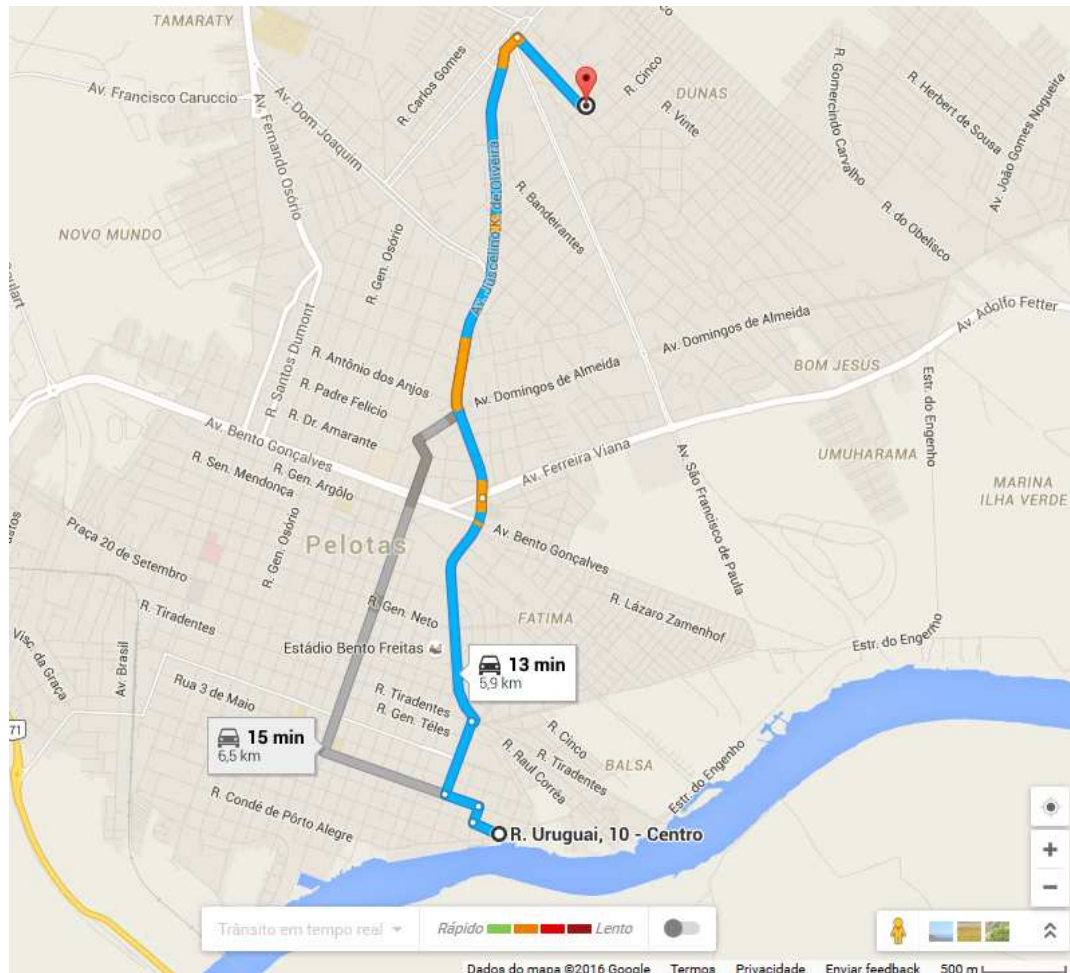 TAMARATY
Av. Francisco Caruccio
Av. Dom Joaquim
Av. Fernando Osório
R. Carlos Gomes
R. Cinco
DUNAS
R. Vinte
R. Gomercindo Carvalho
R. Herbert de Sousa
Av. João Gomes Nogueira
R. do Obelisco
NOVO MUNDO
R. Gen. Osório
Av. Juscelino K. de Oliveira
R. Bandeirantes
R. Santos Dumont
R. Antônio dos Anjos
R. Padre Felício
R. Dr. Amarante
Av. Domingos de Almeida
Av. Domingos de Almeida
Av. Adolfo Fetter
BOM JESUS
Estr. do Engenho
Av. Bento Gonçalves
R. Sen. Mendonça
R. Gen. Argôlo
Av. Ferreira Viana
UMUHARAMA
MARINA
ILHA VERDE
Av. São Francisco de Paula
Praça 20 de Setembro
R. Gen. Osório
Pelotas
Av. Bento Gonçalves
R. Tiradentes
R. Gen. Neto
FATIMA
R. Lázaro Zamenhof
Visc. da Graça
Av. Brasil
Estádio Bento Freitas
Estr. do Engenho
13 min
5,9 km
Rua 3 de Maio
R. Tiradentes
R. Gen. Téles
71
15 min
6,5 km
R. Cinco
R. Tiradentes
R. Raul Corrêa
BALSA
Estr. do Engenho
R. Condé de Pôrto Alegre
R. Uruguai, 10 - Centro
Trânsito em tempo real
Rápido
Lento
Dados do mapa ©2016 Google Termos Privacidade Enviar feedback 500 m